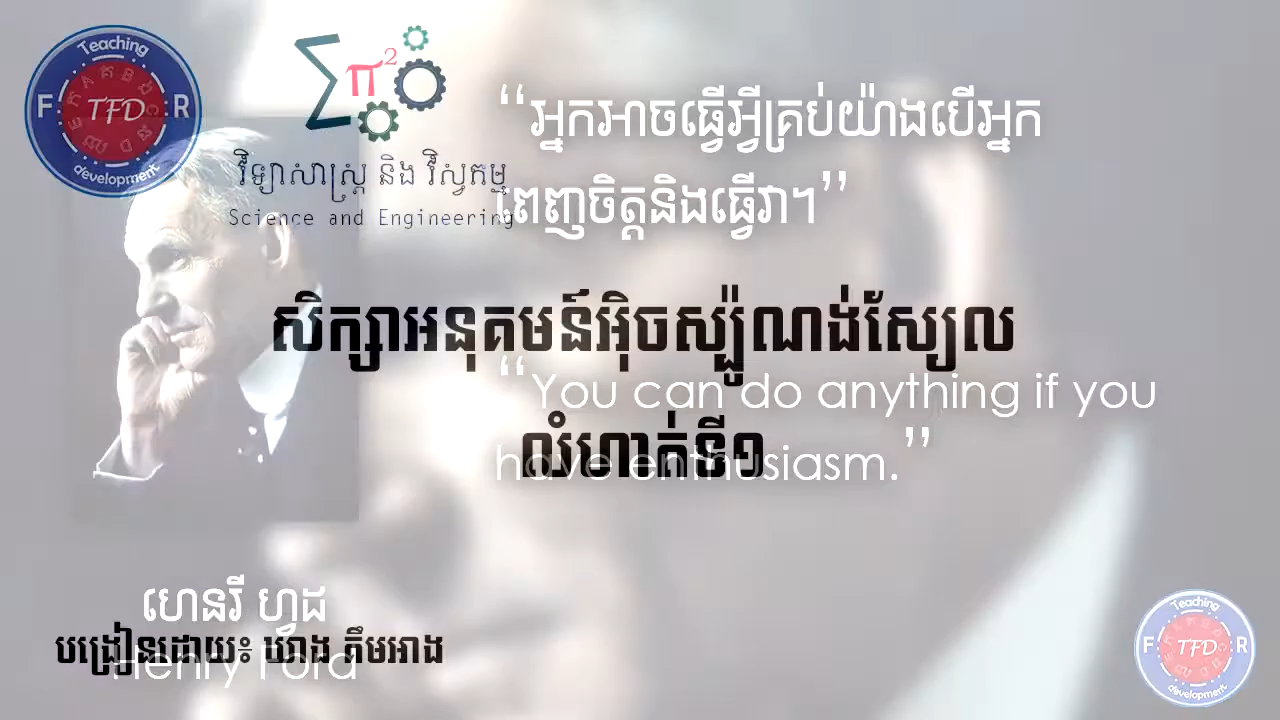 Teaching
F TFD R
development
Σπ²
វិទ្យាសាស្ត្រ និង វិស្វកម្ម
Science and Engineering
“អ្នកអាចធ្វើអ្វីគ្រប់យ៉ាងបើអ្នក
ពេញចិត្តនិងធ្វើវា។”
សិក្សាអនុគមន៍អ៊ិចស្ប៉ូណង់ស្យែល
“You can do anything if you
have enthusiasm.”
លំហាត់ទី១
ហេនរី ហ្វដ
Henry Ford
បង្រៀនដោយ៖ ឃាង គឹមអាង
Teaching
F TFD R
development